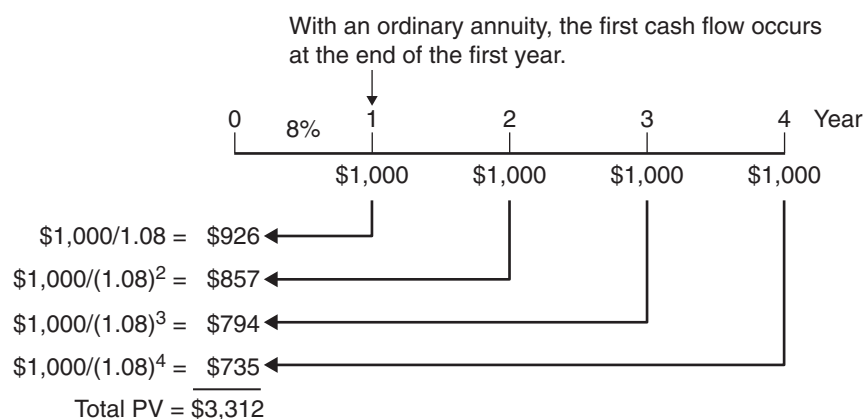 With an ordinary annuity, the first cash flow occurs
at the end of the first year.
0 8% 1 2 3 4 Year
$1,000 $1,000 $1,000 $1,000
$1,000/1.08 = $926
$1,000/(1.08)² = $857
$1,000/(1.08)³ = $794
$1,000/(1.08)⁴ = $735
Total PV = $3,312